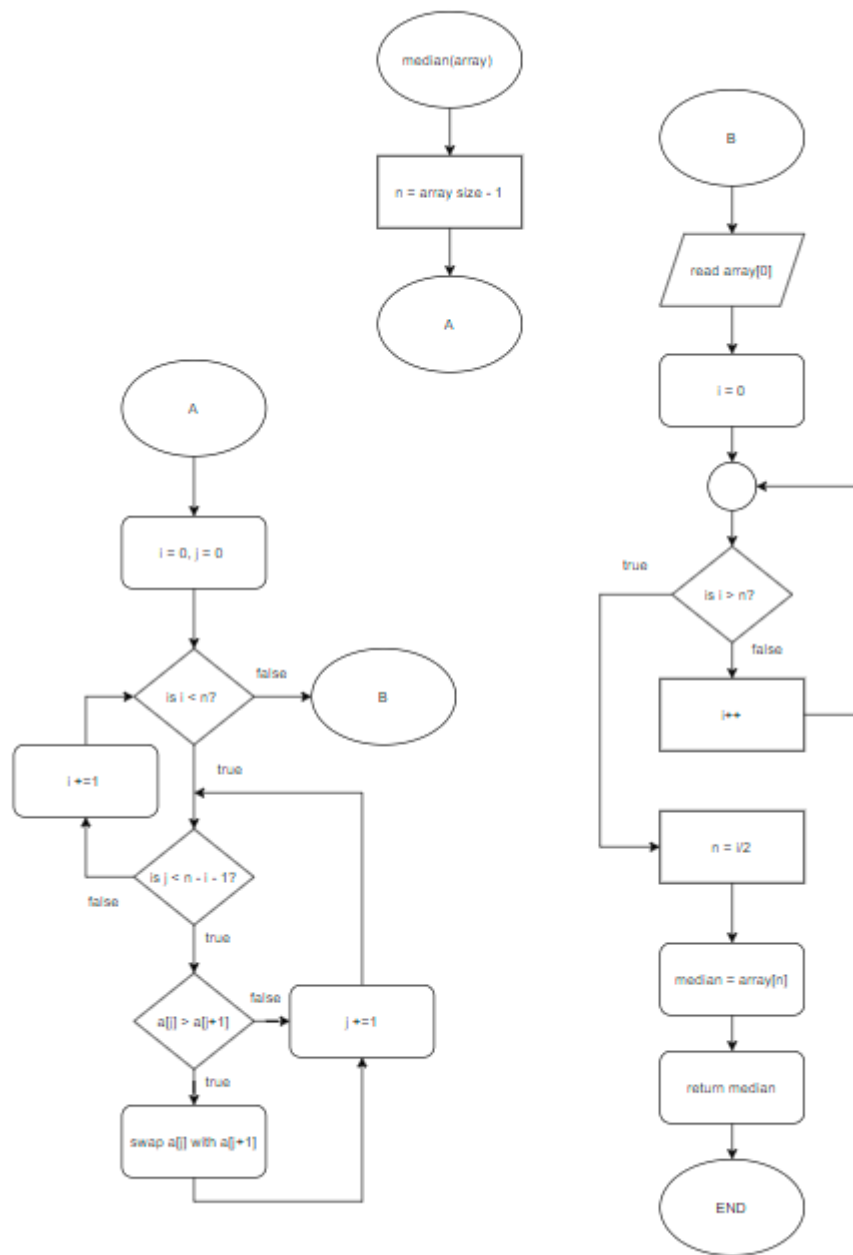 median(array)
n = array size - 1
A
A
i = 0, j = 0
is i < n?
false
B
true
i +=1
is j < n - i - 1?
false
true
a[j] > a[j+1]
false
j +=1
true
swap a[j] with a[j+1]
B
read array[0]
i = 0
true
is i > n?
false
i++
n = i/2
median = array[n]
return median
END